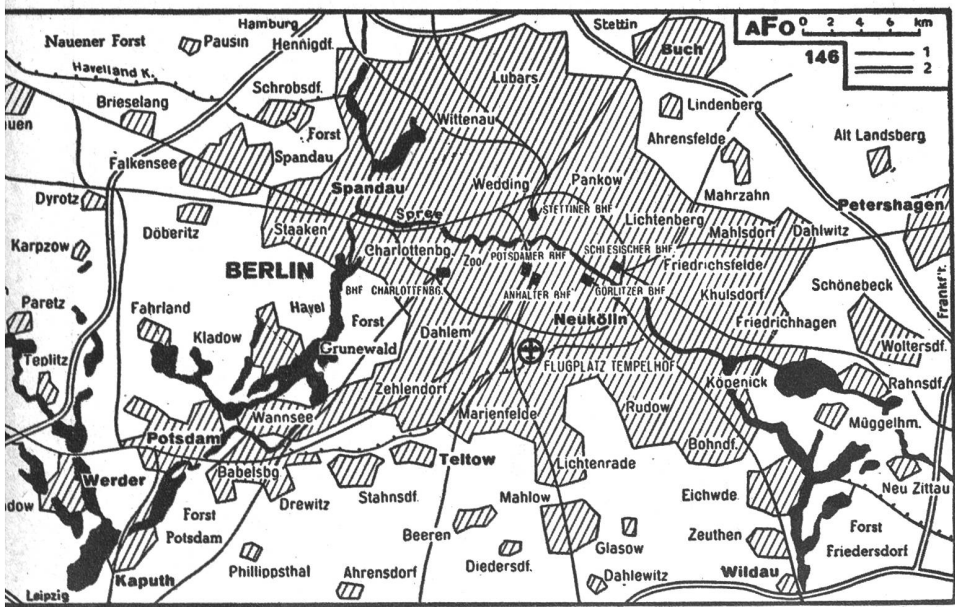 Hamburg
Stettin
AFO 0 2 4 6 km
146
1
2
Nauener Forst
Pausin
Hennigdf.
Buch
Havelland K.
Lubars
Schrobsdf.
Brieselang
Lindenberg
Wittenau
auen
Forst
Ahrensfelde
Alt Landsberg
Spandau
Falkensee
Wedding
Pankow
Spandau
Mahrzahn
Dyrotz
STETTINER BHF
Petershagen
Spree
Lichtenberg
Döberitz
Staaken
Mahlsdorf
Dahlwitz
Karpzow
Charlottenbg.
Zoo
POTSDAMER BHF
SCHLESISCHER BHF.
BERLIN
Friedrichsfelde
BHF CHARLOTTENBG.
ANHALTER BHF
GÖRLITZER BHF
Khulsdorf
Schönebeck
Frankf't.
Paretz
Fahrland
Havel
Forst
Neukölln
Friedrichhagen
Kladow
Dahlem
Grunewald
Woltersdf.
Teplitz
FLUGPLATZ TEMPELHOF
Zehlendorf
Köpenick
Rahnsdf.
Wannsee
Marienfelde
Rudow
Müggelhm.
Potsdam
Bohndf.
Babelsbg
Teltow
Lichtenrade
Werder
Drewitz
Stahnsdf.
Eichwde.
Neu Zittau
dow
Mahlow
Forst
Potsdam
Beeren
Glasow
Zeuthen
Forst
Friedersdorf
Phillippsthal
Diedersdf.
Kaputh
Ahrensdorf
Dahlewitz
Wildau
Leipzig